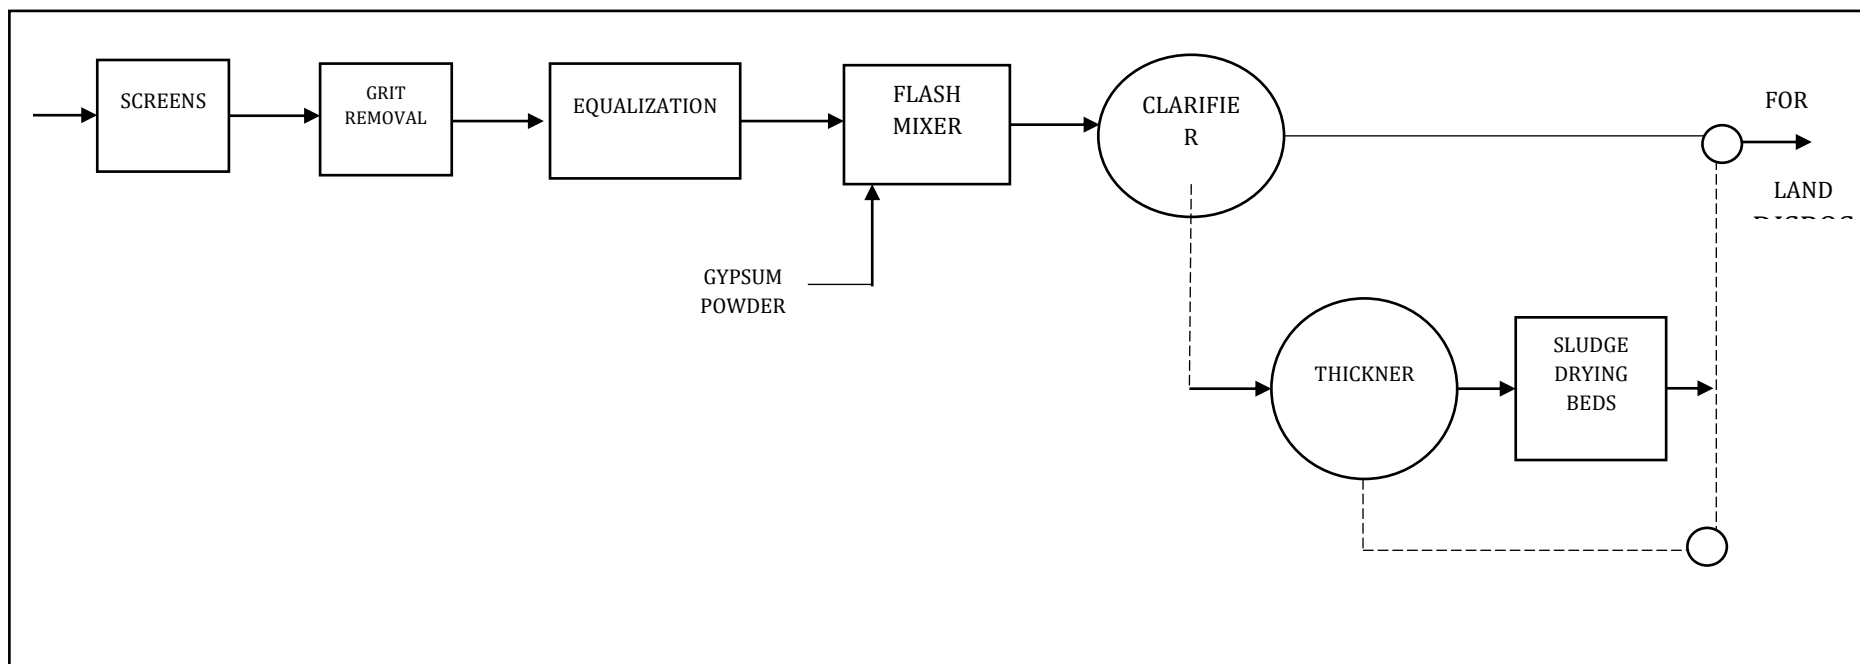 SCREENS
GRIT
REMOVAL
EQUALIZATION
FLASH
MIXER
CLARIFIE
R
FOR
LAND
GYPSUM
POWDER
THICKNER
SLUDGE
DRYING
BEDS